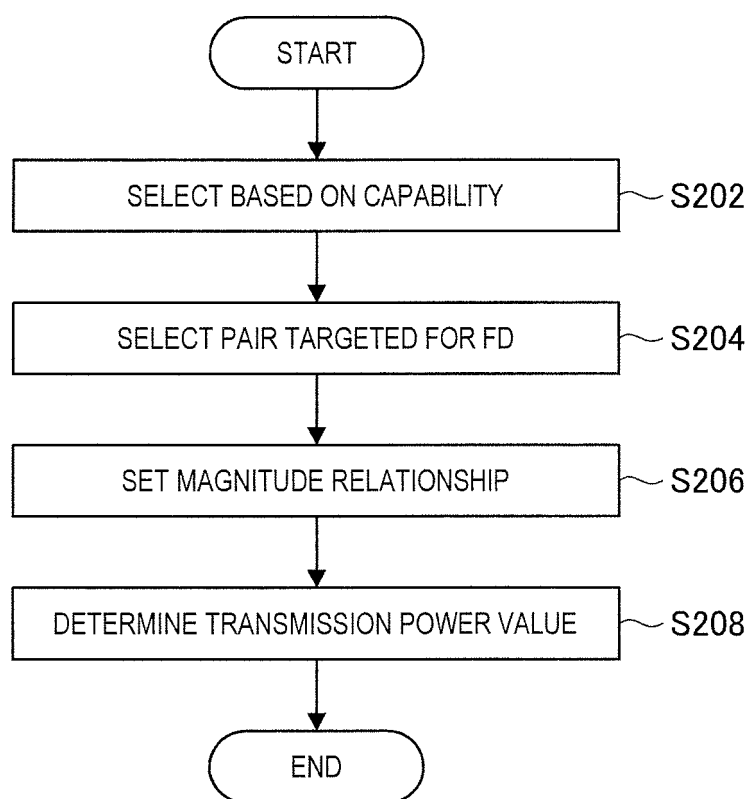 START
SELECT BASED ON CAPABILITY S202
SELECT PAIR TARGETED FOR FD S204
SET MAGNITUDE RELATIONSHIP S206
DETERMINE TRANSMISSION POWER VALUE S208
END